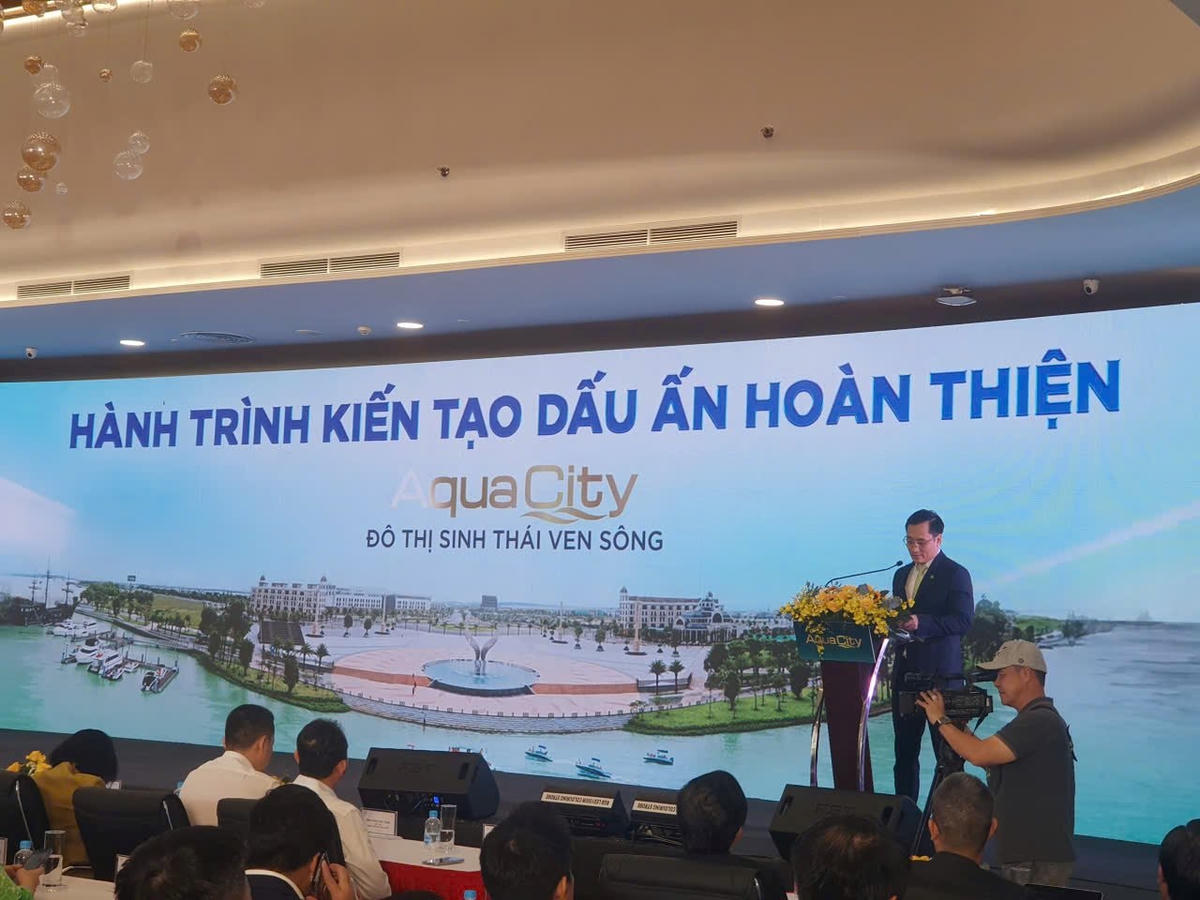 HÀNH TRÌNH KIẾN TẠO DẤU ẤN HOÀN THIỆN
AquaCity
ĐÔ THỊ SINH THÁI VEN SÔNG
AquaCity